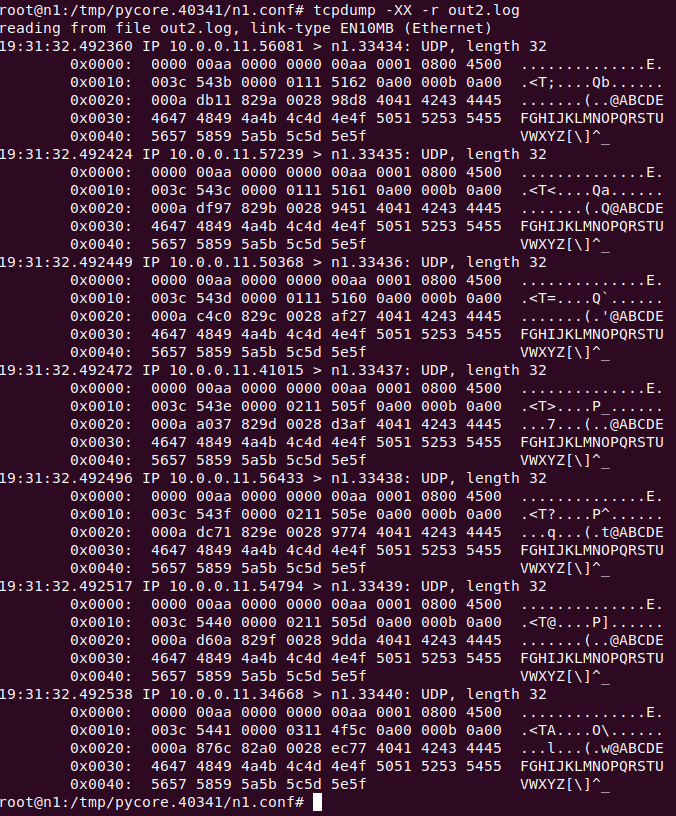 root@n1:/tmp/pycore.40341/n1.conf# tcpdump -XX -r out2.log
reading from file out2.log, link-type EN10MB (Ethernet)
19:31:32.492360 IP 10.0.0.11.56081 > n1.33434: UDP, length 32
0x0000:  0000 00aa 0000 0000 00aa 0001 0800 4500  ..............E.
0x0010:  003c 543b 0000 0111 5162 0a00 000b 0a00  .<T;....Qb......
0x0020:  000a db11 829a 0028 98d8 4041 4243 4445  .......(..@ABCDE
0x0030:  4647 4849 4a4b 4c4d 4e4f 5051 5253 5455  FGHIJKLMNOPQRSTU
0x0040:  5657 5859 5a5b 5c5d 5e5f                 VWXYZ[\]^_
19:31:32.492424 IP 10.0.0.11.57239 > n1.33435: UDP, length 32
0x0000:  0000 00aa 0000 0000 00aa 0001 0800 4500  ..............E.
0x0010:  003c 543c 0000 0111 5161 0a00 000b 0a00  .<T<....Qa......
0x0020:  000a df97 829b 0028 9451 4041 4243 4445  .......(.Q@ABCDE
0x0030:  4647 4849 4a4b 4c4d 4e4f 5051 5253 5455  FGHIJKLMNOPQRSTU
0x0040:  5657 5859 5a5b 5c5d 5e5f                 VWXYZ[\]^_
19:31:32.492449 IP 10.0.0.11.50368 > n1.33436: UDP, length 32
0x0000:  0000 00aa 0000 0000 00aa 0001 0800 4500  ..............E.
0x0010:  003c 543d 0000 0111 5160 0a00 000b 0a00  .<T=....Q`......
0x0020:  000a c4c0 829c 0028 af27 4041 4243 4445  .......(.'@ABCDE
0x0030:  4647 4849 4a4b 4c4d 4e4f 5051 5253 5455  FGHIJKLMNOPQRSTU
0x0040:  5657 5859 5a5b 5c5d 5e5f                 VWXYZ[\]^_
19:31:32.492472 IP 10.0.0.11.41015 > n1.33437: UDP, length 32
0x0000:  0000 00aa 0000 0000 00aa 0001 0800 4500  ..............E.
0x0010:  003c 543e 0000 0211 505f 0a00 000b 0a00  .<T>....P_......
0x0020:  000a a037 829d 0028 d3af 4041 4243 4445  ...7...(..@ABCDE
0x0030:  4647 4849 4a4b 4c4d 4e4f 5051 5253 5455  FGHIJKLMNOPQRSTU
0x0040:  5657 5859 5a5b 5c5d 5e5f                 VWXYZ[\]^_
19:31:32.492496 IP 10.0.0.11.56433 > n1.33438: UDP, length 32
0x0000:  0000 00aa 0000 0000 00aa 0001 0800 4500  ..............E.
0x0010:  003c 543f 0000 0211 505e 0a00 000b 0a00  .<T?....P^......
0x0020:  000a dc71 829e 0028 9774 4041 4243 4445  ...q...(.t@ABCDE
0x0030:  4647 4849 4a4b 4c4d 4e4f 5051 5253 5455  FGHIJKLMNOPQRSTU
0x0040:  5657 5859 5a5b 5c5d 5e5f                 VWXYZ[\]^_
19:31:32.492517 IP 10.0.0.11.54794 > n1.33439: UDP, length 32
0x0000:  0000 00aa 0000 0000 00aa 0001 0800 4500  ..............E.
0x0010:  003c 5440 0000 0211 505d 0a00 000b 0a00  .<T@....P]......
0x0020:  000a d60a 829f 0028 9dda 4041 4243 4445  .......(..@ABCDE
0x0030:  4647 4849 4a4b 4c4d 4e4f 5051 5253 5455  FGHIJKLMNOPQRSTU
0x0040:  5657 5859 5a5b 5c5d 5e5f                 VWXYZ[\]^_
19:31:32.492538 IP 10.0.0.11.34668 > n1.33440: UDP, length 32
0x0000:  0000 00aa 0000 0000 00aa 0001 0800 4500  ..............E.
0x0010:  003c 5441 0000 0311 4f5c 0a00 000b 0a00  .<TA....O\......
0x0020:  000a 876c 82a0 0028 ec77 4041 4243 4445  ...l...(.w@ABCDE
0x0030:  4647 4849 4a4b 4c4d 4e4f 5051 5253 5455  FGHIJKLMNOPQRSTU
0x0040:  5657 5859 5a5b 5c5d 5e5f                 VWXYZ[\]^_
root@n1:/tmp/pycore.40341/n1.conf#